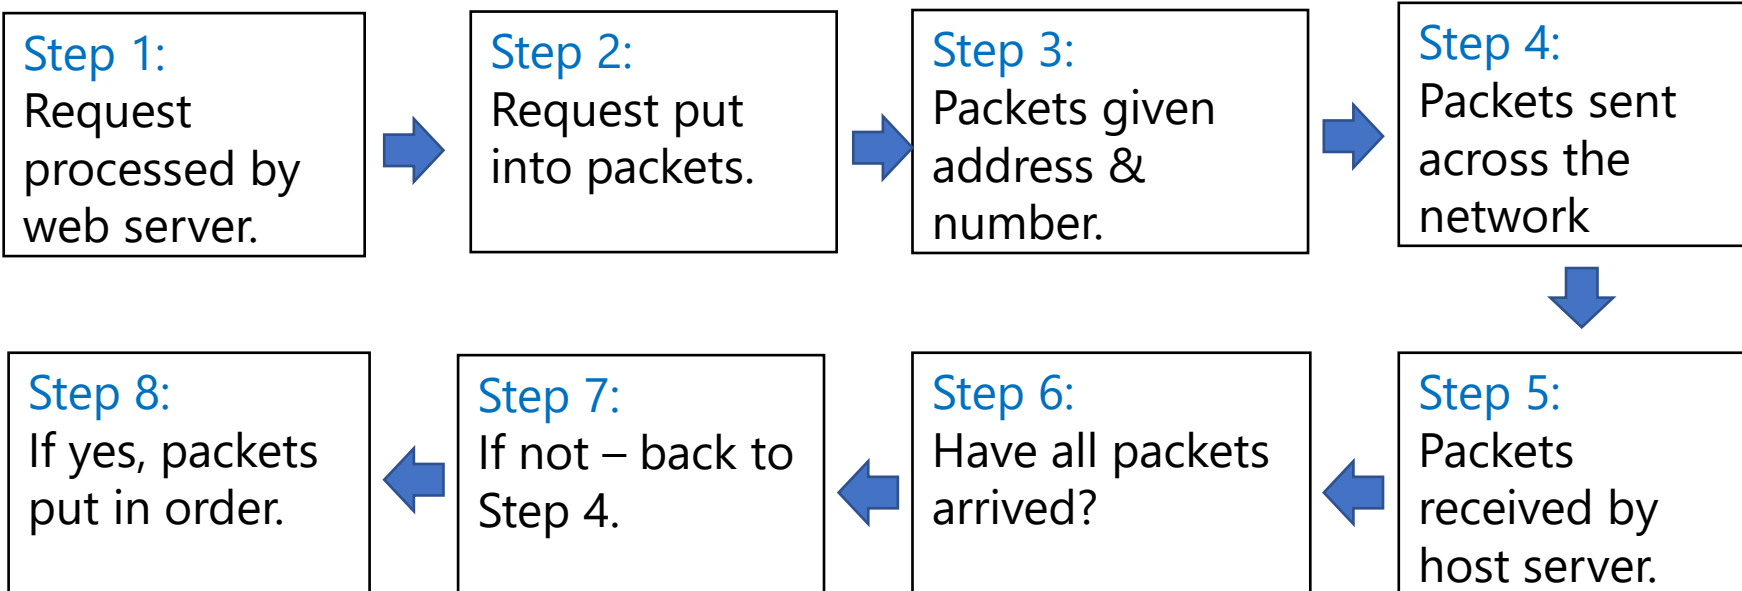 Step 1:
Request
processed by
web server.
Step 2:
Request put
into packets.
Step 3:
Packets given
address &
number.
Step 4:
Packets sent
across the
network
Step 5:
Packets
received by
host server.
Step 6:
Have all packets
arrived?
Step 7:
If not – back to
Step 4.
Step 8:
If yes, packets
put in order.